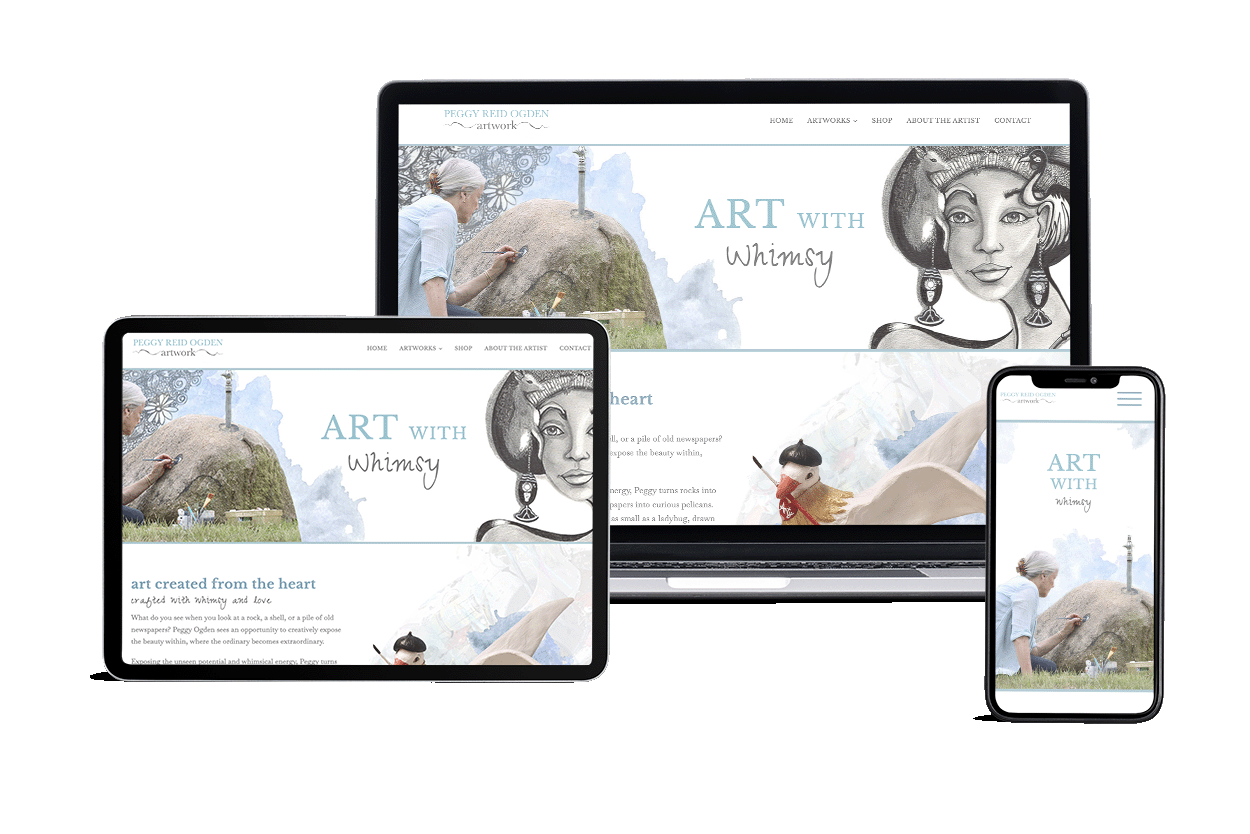 PEGGY REID OGDEN
artwork
HOME ARTWORKS SHOP ABOUT THE ARTIST CONTACT
ART WITH
Whimsy
heart
ell, or a pile of old newspapers?
expose the beauty within,
nergy, Peggy turns rocks into
papers into curious pelicans.
as small as a ladybug, drawn
PEGGY REID OGDEN
artwork
HOME ARTWORKS SHOP ABOUT THE ARTIST CONTACT
ART WITH
Whimsy
art created from the heart
crafted with whimsy and love
What do you see when you look at a rock, a shell, or a pile of old
newspapers? Peggy Ogden sees an opportunity to creatively expose
the beauty within, where the ordinary becomes extraordinary.
Exposing the unseen potential and whimsical energy, Peggy turns
PEGGY REID OGDEN
artwork
ART
WITH
Whimsy